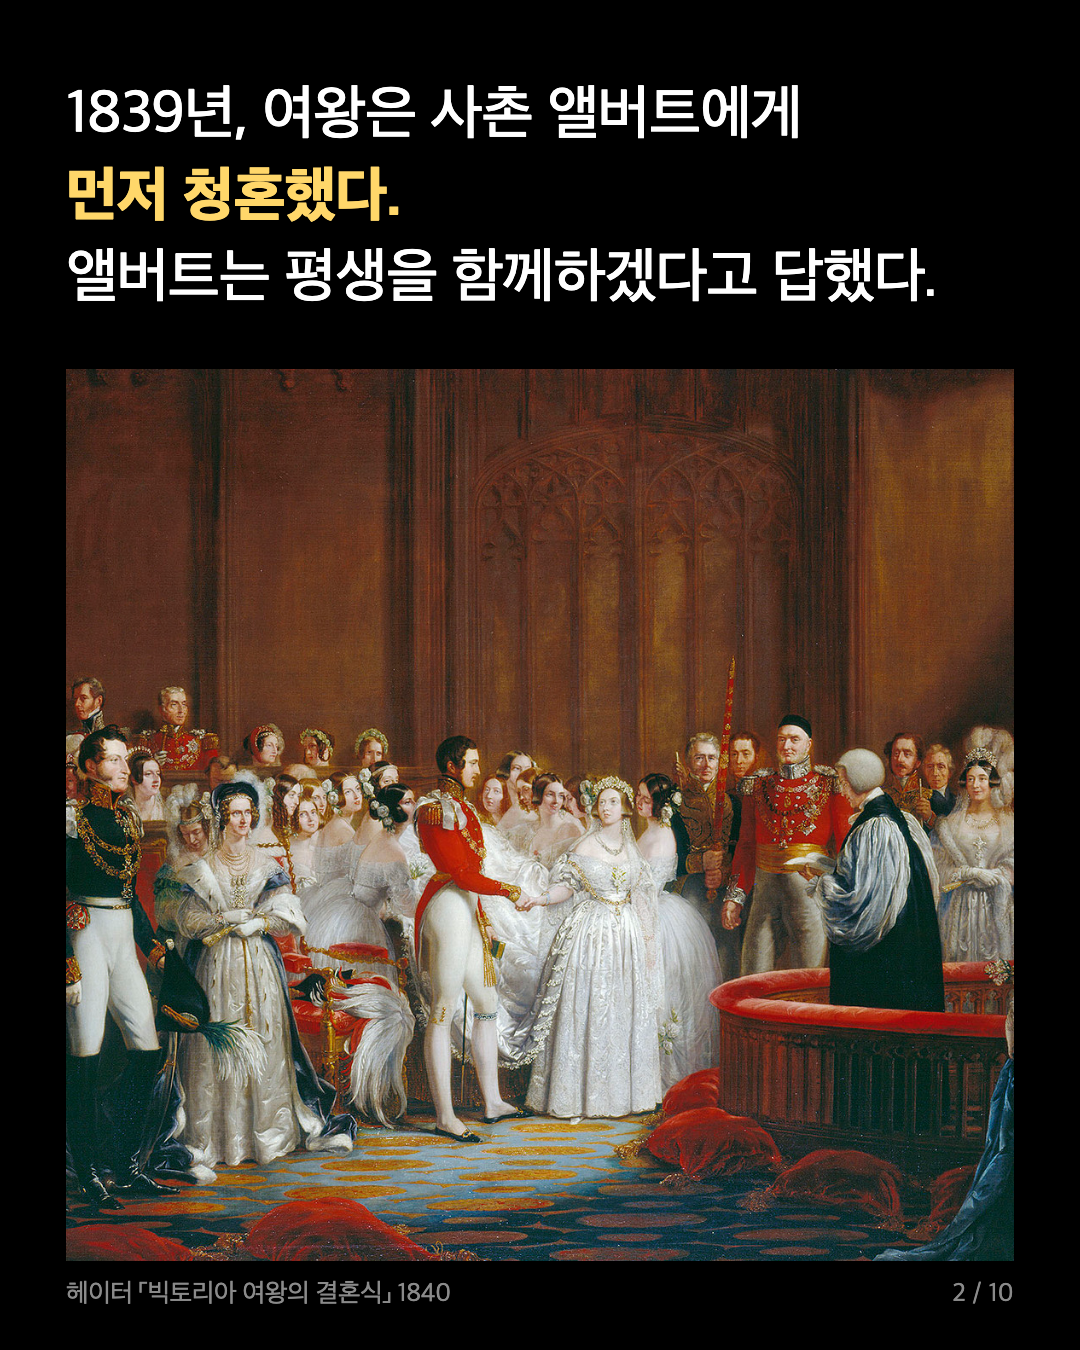 1839년, 여왕은 사촌 앨버트에게
먼저 청혼했다.
앨버트는 평생을 함께하겠다고 답했다.
헤이터 「빅토리아 여왕의 결혼식」 1840
2 / 10